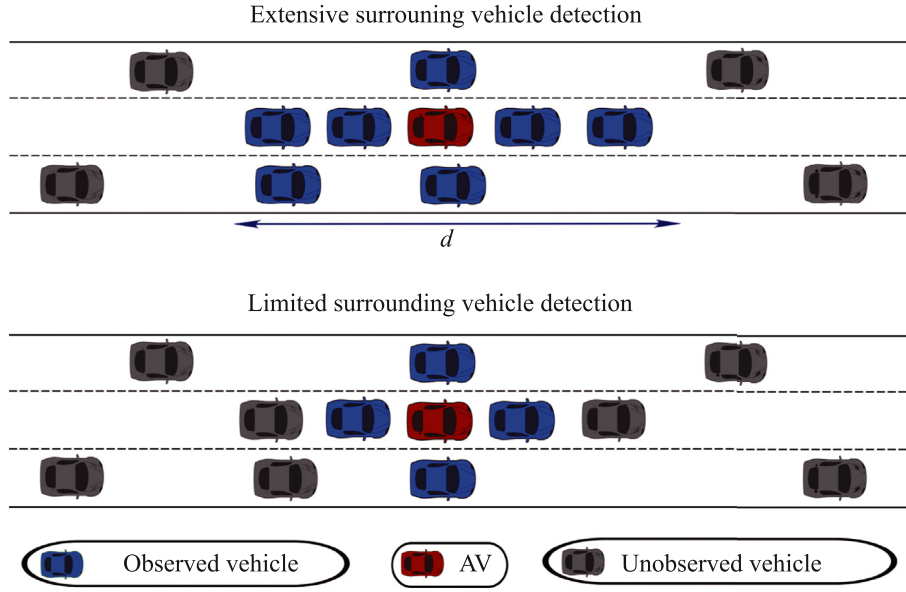 Extensive surrouning vehicle detection
d
Limited surrounding vehicle detection
Observed vehicle
AV
Unobserved vehicle